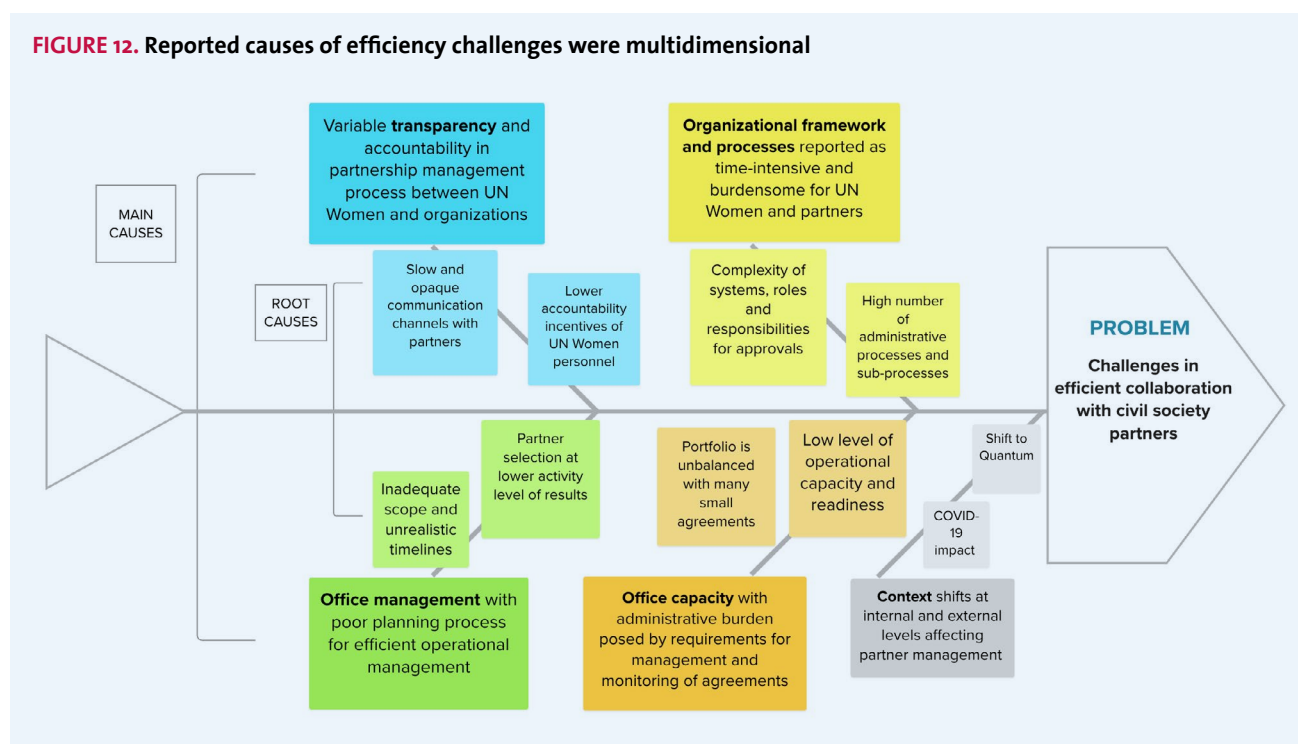 FIGURE 12. Reported causes of efficiency challenges were multidimensional
MAIN
CAUSES
ROOT
CAUSES
Variable transparency and
accountability in
partnership management
process between UN
Women and organizations
Slow and
opaque
communication
channels with
partners
Lower
accountability
incentives of
UN Women
personnel
Organizational framework
and processes reported as
time-intensive and
burdensome for UN
Women and partners
Complexity of
systems, roles
and
responsibilities
for approvals
High number
of
administrative
processes and
sub-processes
PROBLEM
Challenges in
efficient collaboration
with civil society
partners
Inadequate
scope and
unrealistic
timelines
Partner
selection at
lower activity
level of results
Office management with
poor planning process
for efficient operational
management
Portfolio is
unbalanced
with many
small
agreements
Low level of
operational
capacity and
readiness
Office capacity with
administrative burden
posed by requirements for
management and
monitoring of agreements
Shift to
Quantum
COVID-
19
impact
Context shifts at
internal and external
levels affecting
partner management